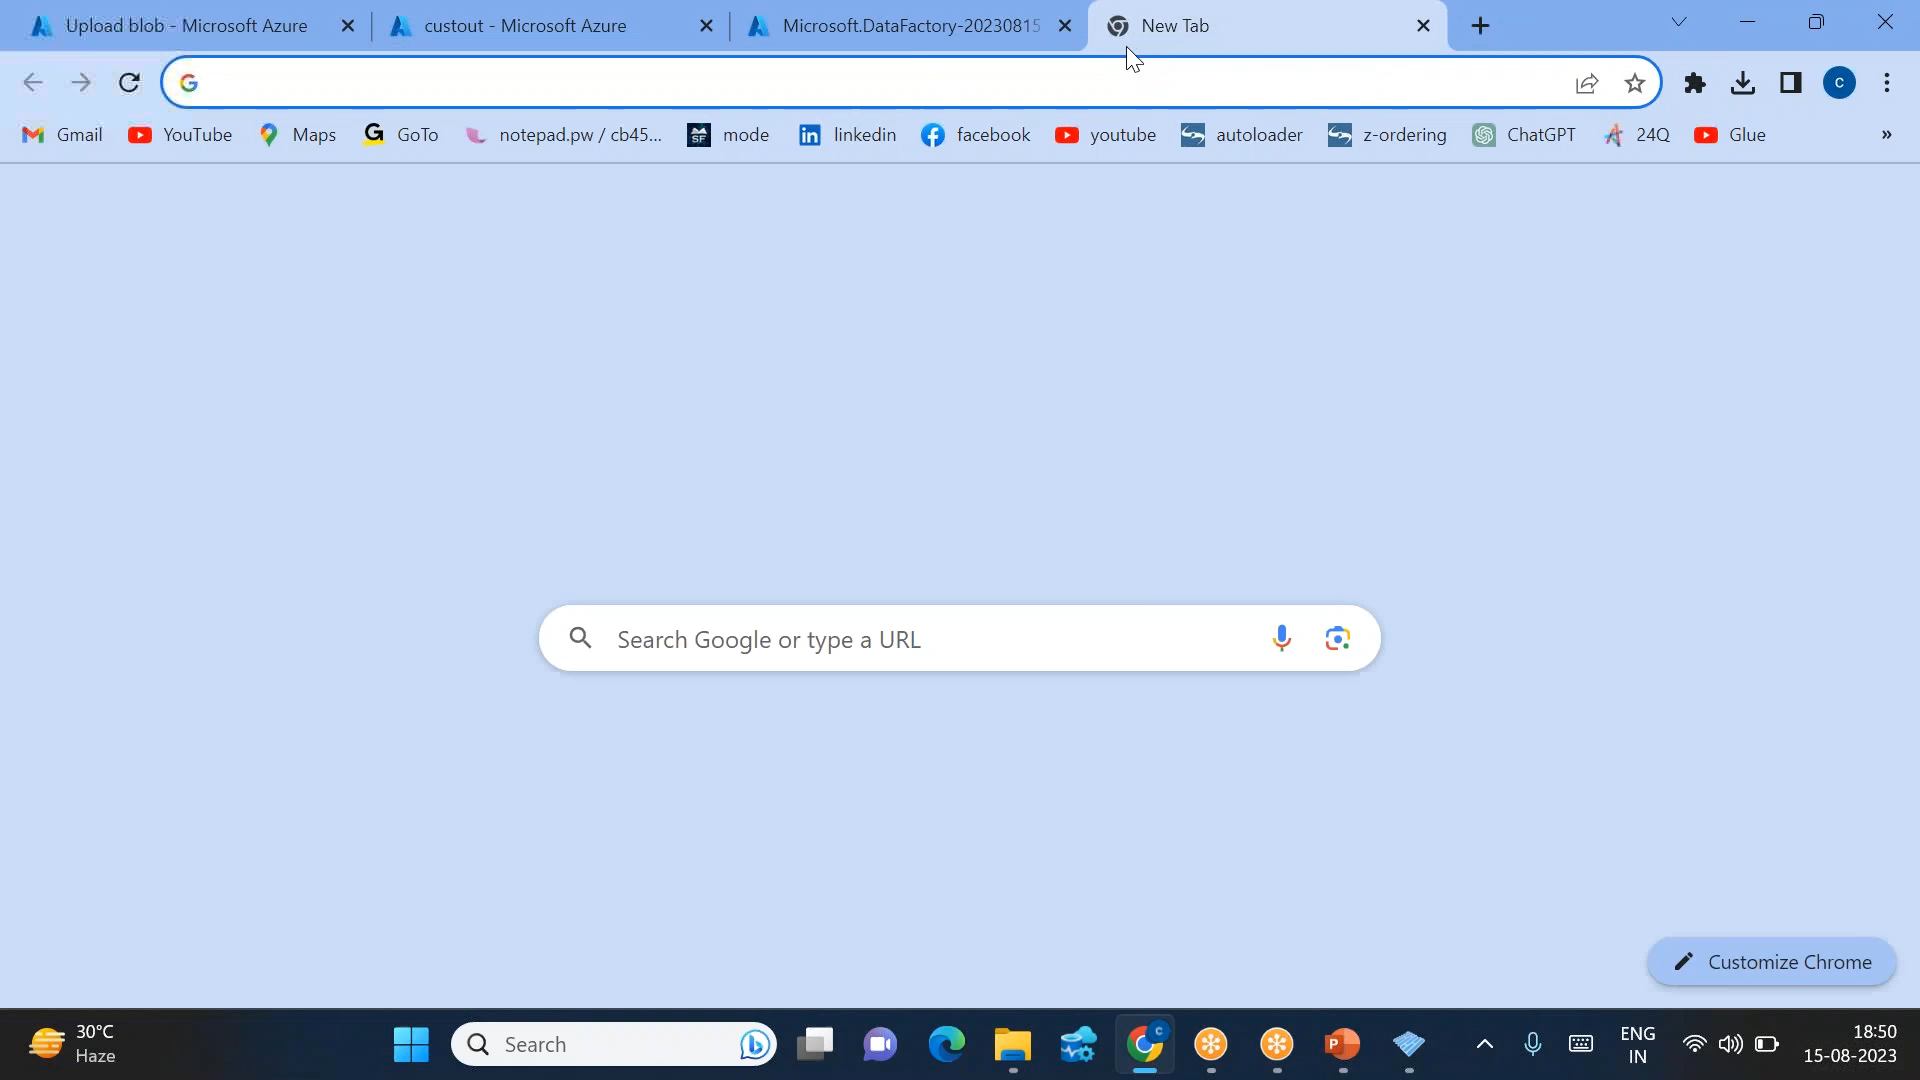 Upload blob - Microsoft Azure
custout - Microsoft Azure
Microsoft.DataFactory-20230815
New Tab
Gmail
YouTube
Maps
GoTo
notepad.pw / cb45...
mode
linkedin
facebook
youtube
autoloader
z-ordering
ChatGPT
24Q
Glue
»
Search Google or type a URL
Customize Chrome
30°C
Haze
Search
ENG
IN
18:50
15-08-2023